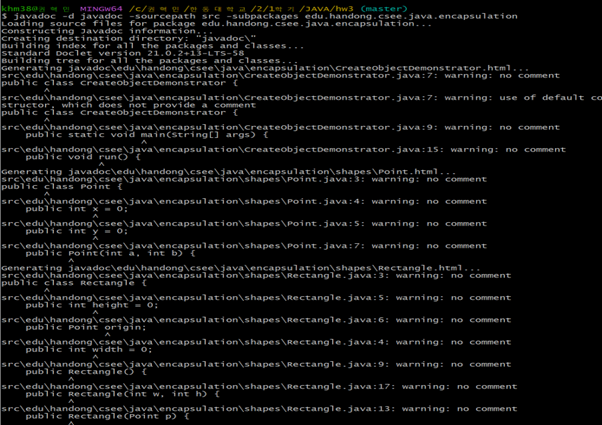 khm38@권혁민 MINGW64 /c/권혁민/한동대학교/2/1학기/JAVA/hw3 (master)
$ javadoc -d javadoc -sourcepath src -subpackages edu.handong.csee.java.encapsulation
Loading source files for package edu.handong.csee.java.encapsulation...
Constructing Javadoc information...
Creating destination directory: "javadoc\"
Building index for all the packages and classes...
Standard Doclet version 21.0.2+13-LTS-58
Building tree for all the packages and classes...
Generating javadoc\edu\handong\csee\java\encapsulation\CreateObjectDemonstrator.html...
src\edu\handong\csee\java\encapsulation\CreateObjectDemonstrator.java:7: warning: no comment
public class CreateObjectDemonstrator {
       ^
src\edu\handong\csee\java\encapsulation\CreateObjectDemonstrator.java:7: warning: use of default co
structor, which does not provide a comment
public class CreateObjectDemonstrator {
       ^
src\edu\handong\csee\java\encapsulation\CreateObjectDemonstrator.java:9: warning: no comment
    public static void main(String[] args) {
                       ^
src\edu\handong\csee\java\encapsulation\CreateObjectDemonstrator.java:15: warning: no comment
    public void run() {
                ^
Generating javadoc\edu\handong\csee\java\encapsulation\shapes\Point.html...
src\edu\handong\csee\java\encapsulation\shapes\Point.java:3: warning: no comment
public class Point {
       ^
src\edu\handong\csee\java\encapsulation\shapes\Point.java:4: warning: no comment
    public int x = 0;
               ^
src\edu\handong\csee\java\encapsulation\shapes\Point.java:5: warning: no comment
    public int y = 0;
               ^
src\edu\handong\csee\java\encapsulation\shapes\Point.java:7: warning: no comment
    public Point(int a, int b) {
           ^
Generating javadoc\edu\handong\csee\java\encapsulation\shapes\Rectangle.html...
src\edu\handong\csee\java\encapsulation\shapes\Rectangle.java:3: warning: no comment
public class Rectangle {
       ^
src\edu\handong\csee\java\encapsulation\shapes\Rectangle.java:5: warning: no comment
    public int height = 0;
               ^
src\edu\handong\csee\java\encapsulation\shapes\Rectangle.java:6: warning: no comment
    public Point origin;
                 ^
src\edu\handong\csee\java\encapsulation\shapes\Rectangle.java:4: warning: no comment
    public int width = 0;
               ^
src\edu\handong\csee\java\encapsulation\shapes\Rectangle.java:9: warning: no comment
    public Rectangle() {
           ^
src\edu\handong\csee\java\encapsulation\shapes\Rectangle.java:17: warning: no comment
    public Rectangle(int w, int h) {
           ^
src\edu\handong\csee\java\encapsulation\shapes\Rectangle.java:13: warning: no comment
    public Rectangle(Point p) {
           ^